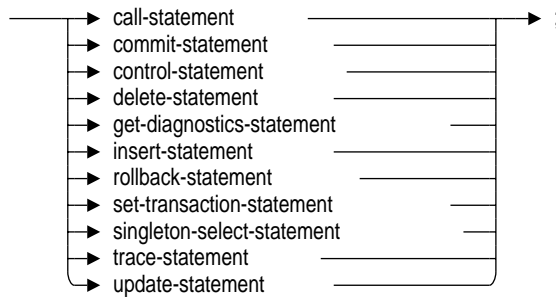 call-statement ;
commit-statement
control-statement
delete-statement
get-diagnostics-statement
insert-statement
rollback-statement
set-transaction-statement
singleton-select-statement
trace-statement
update-statement